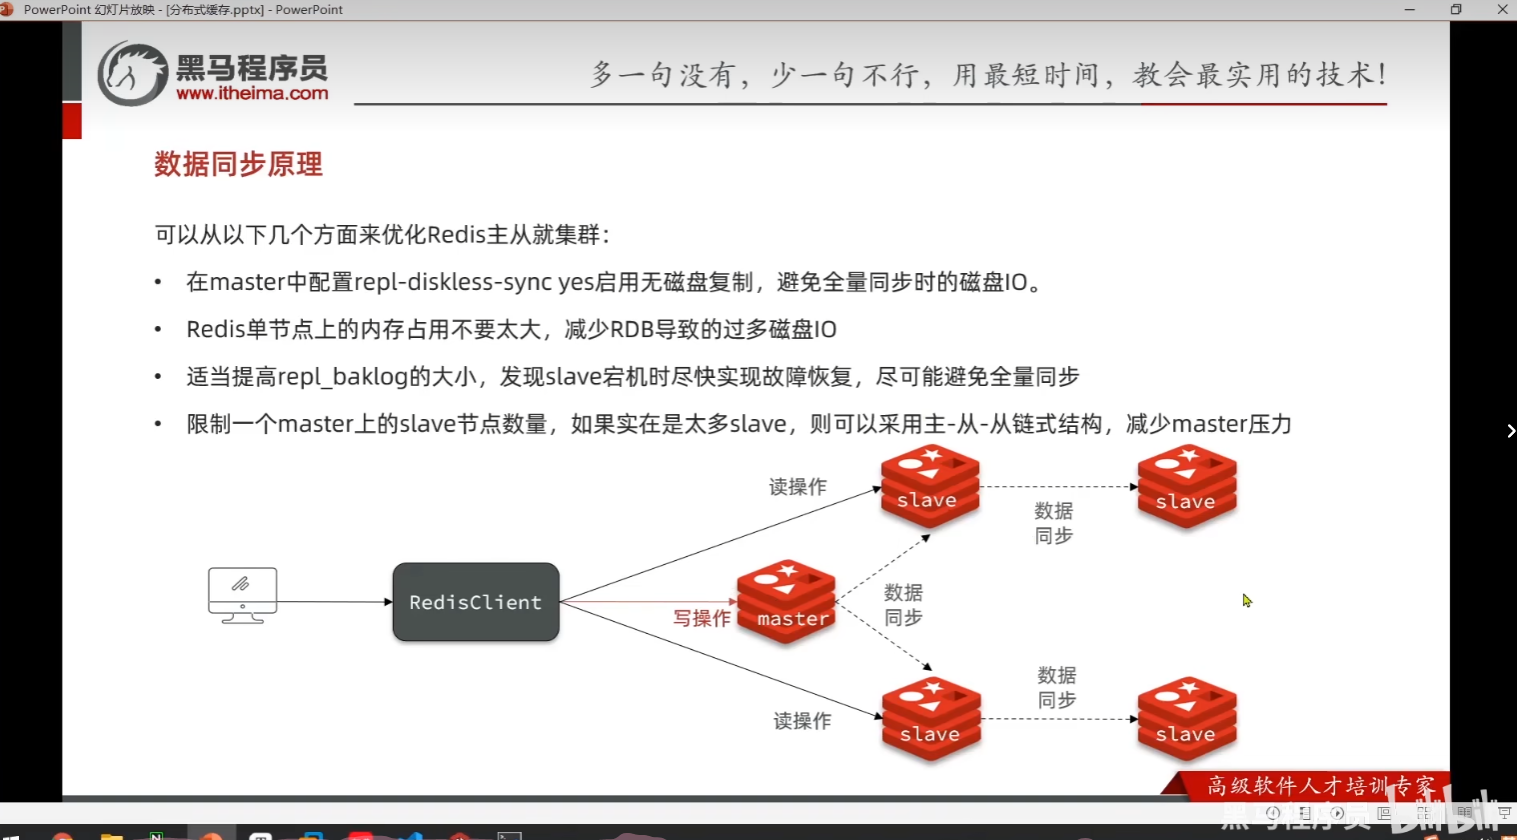 PowerPoint 幻灯片放映 - [分布式缓存.pptx] - PowerPoint
黑马程序员
www.itheima.com
多一句没有，少一句不行，用最短时间，教会最实用的技术！
数据同步原理
可以从以下几个方面来优化Redis主从就集群：
• 在master中配置repl-diskless-sync yes启用无磁盘复制，避免全量同步时的磁盘IO。
• Redis单节点上的内存占用不要太大，减少RDB导致的过多磁盘IO
• 适当提高repl_baklog的大小，发现slave宕机时尽快实现故障恢复，尽可能避免全量同步
• 限制一个master上的slave节点数量，如果实在是太多slave，则可以采用主-从-从链式结构，减少master压力
读操作
slave
数据
同步
slave
RedisClient
写操作
master
数据
同步
读操作
slave
数据
同步
slave
高级软件人才培训专家
黑马程序员
bilibili